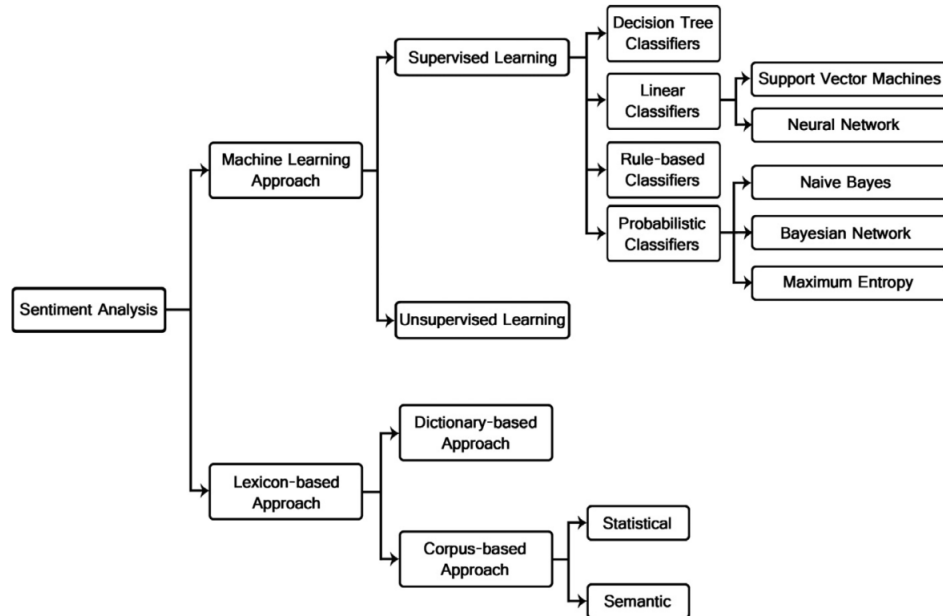 Sentiment Analysis
Machine Learning
Approach
Supervised Learning
Decision Tree
Classifiers
Linear
Classifiers
Support Vector Machines
Neural Network
Rule-based
Classifiers
Probabilistic
Classifiers
Naive Bayes
Bayesian Network
Maximum Entropy
Unsupervised Learning
Lexicon-based
Approach
Dictionary-based
Approach
Corpus-based
Approach
Statistical
Semantic